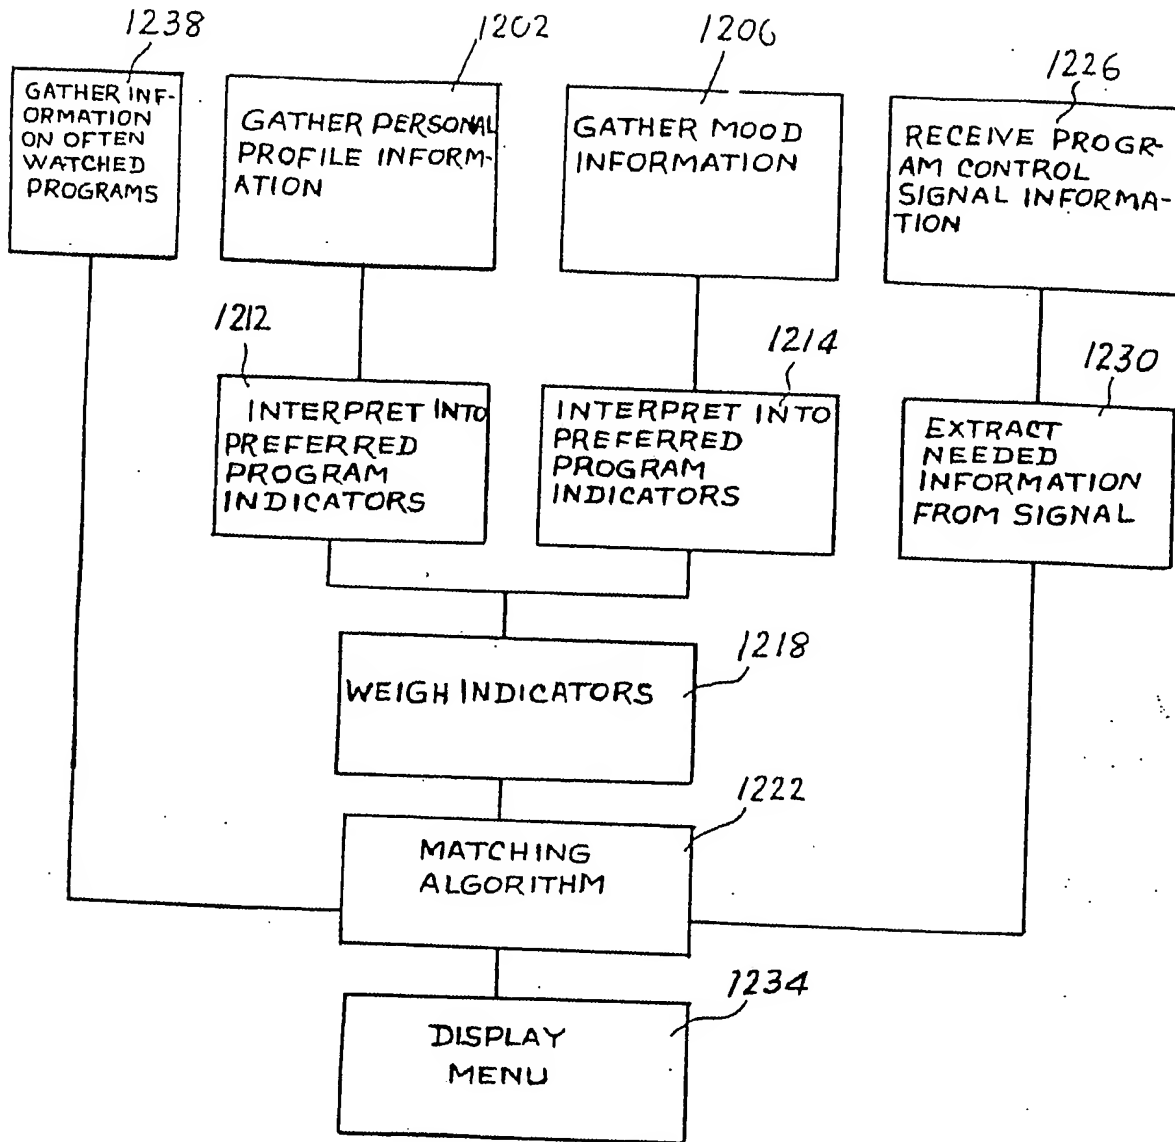 1238
1202
1206
1226
GATHER INF-
ORMATION
ON OFTEN
WATCHED
PROGRAMS
GATHER PERSONAL
PROFILE INFORM-
ATION
GATHER MOOD
INFORMATION
RECEIVE PROGR-
AM CONTROL
SIGNAL INFORMA-
TION
1212
1214
1230
INTERPRET INTO
PREFERRED
PROGRAM
INDICATORS
INTERPRET INTO
PREFERRED
PROGRAM
INDICATORS
EXTRACT
NEEDED
INFORMATION
FROM SIGNAL
1218
WEIGH INDICATORS
1222
MATCHING
ALGORITHM
1234
DISPLAY
MENU